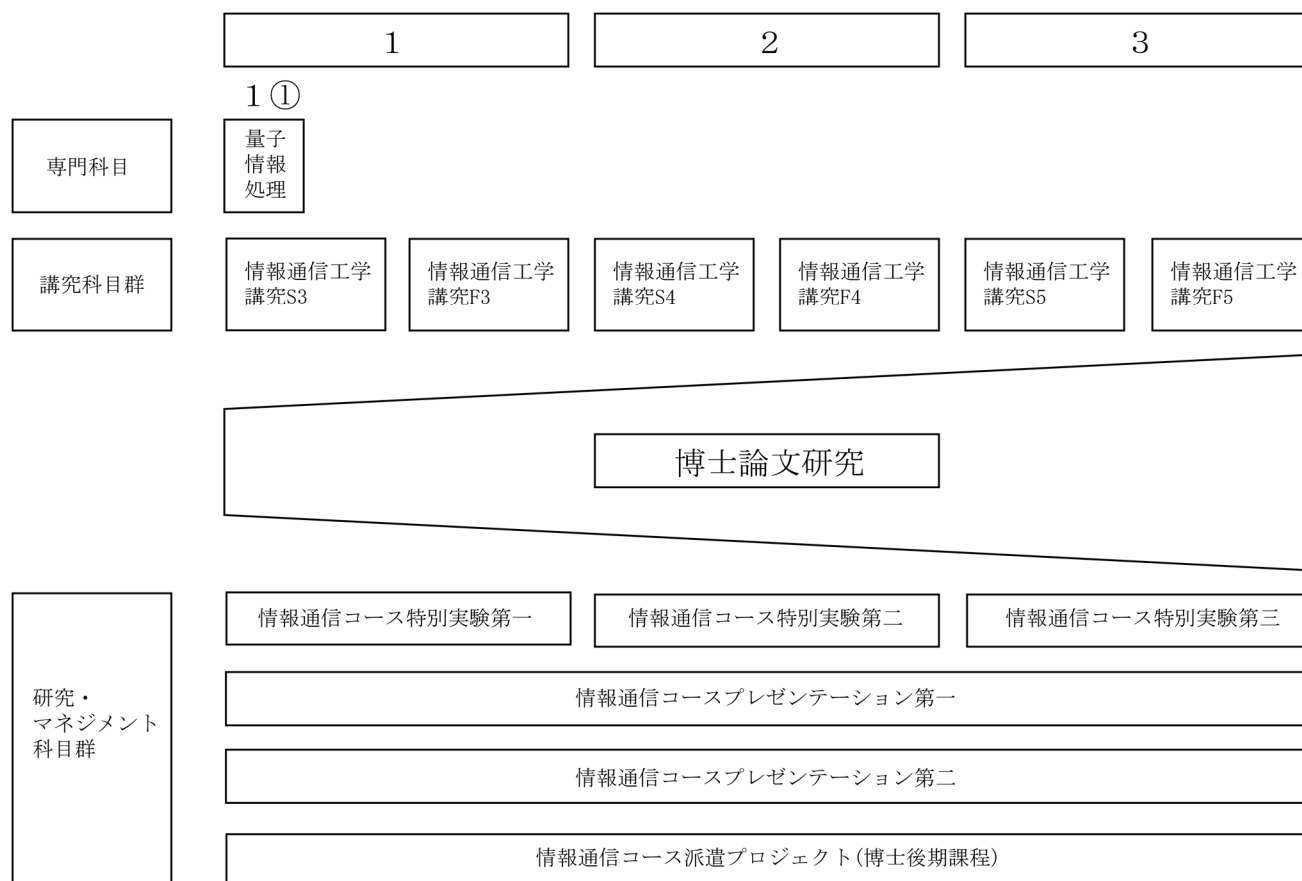 1
2
3
1①
専門科目
量子
情報
処理
講究科目群
情報通信工学
講究S3
情報通信工学
講究F3
情報通信工学
講究S4
情報通信工学
講究F4
情報通信工学
講究S5
情報通信工学
講究F5
博士論文研究
研究・
マネジメント
科目群
情報通信コース特別実験第一
情報通信コース特別実験第二
情報通信コース特別実験第三
情報通信コースプレゼンテーション第一
情報通信コースプレゼンテーション第二
情報通信コース派遣プロジェクト(博士後期課程)